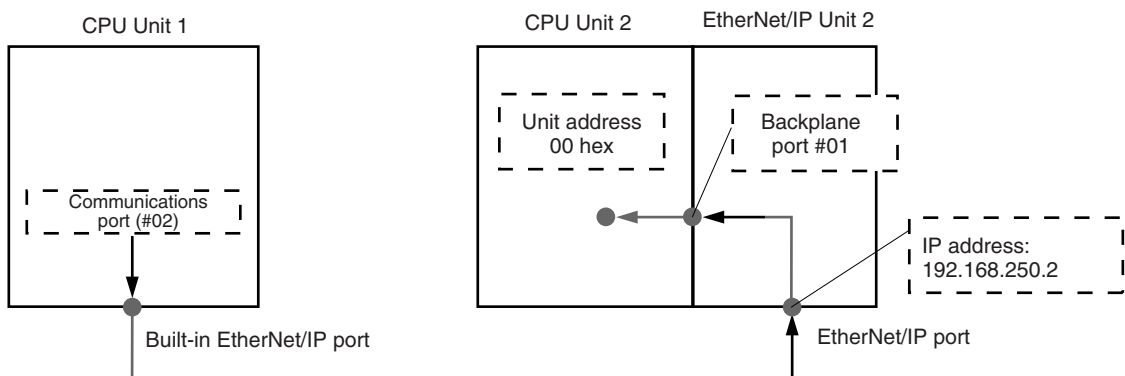 CPU Unit 1
CPU Unit 2
EtherNet/IP Unit 2
Unit address
00 hex
Backplane
port #01
Communications
port (#02)
IP address:
192.168.250.2
Built-in EtherNet/IP port
EtherNet/IP port